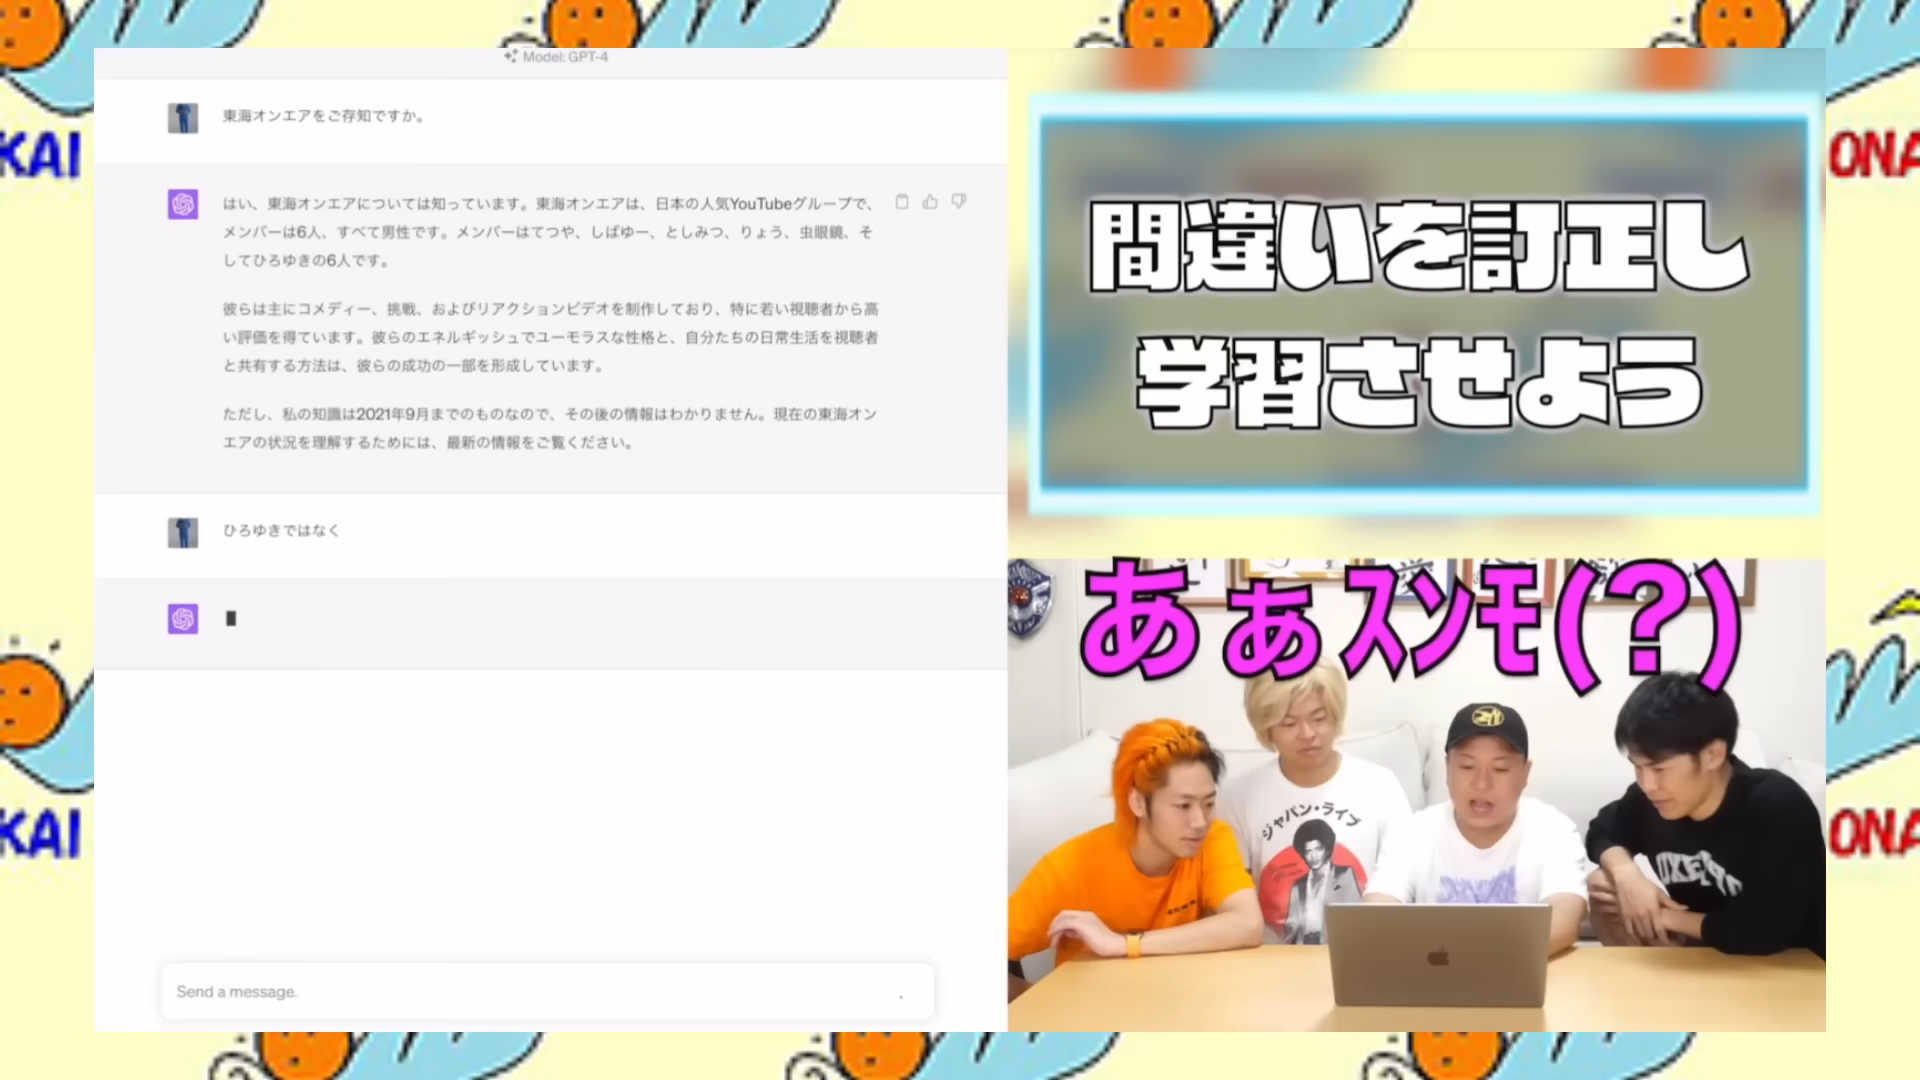 Model: GPT-4
東海オンエアをご存知ですか。
はい、東海オンエアについては知っています。東海オンエアは、日本の人気YouTubeグループで、
メンバーは6人、すべて男性です。メンバーはてつや、しばゆー、としみつ、りょう、虫眼鏡、そ
してひろゆきの6人です。
彼らは主にコメディー、挑戦、およびリアクションビデオを制作しており、特に若い視聴者から高
い評価を得ています。彼らのエネルギッシュでユーモラスな性格と、自分たちの日常生活を視聴者
と共有する方法は、彼らの成功の一部を形成しています。
ただし、私の知識は2021年9月までのものなので、その後の情報はわかりません。現在の東海オン
エアの状況を理解するためには、最新の情報をご覧ください。
ひろゆきではなく
Send a message.
間違いを訂正し
学習させよう
あぁｽﾝﾓ(?)
ジャパン・ライブ
KAI
ONA
KAI
ONA